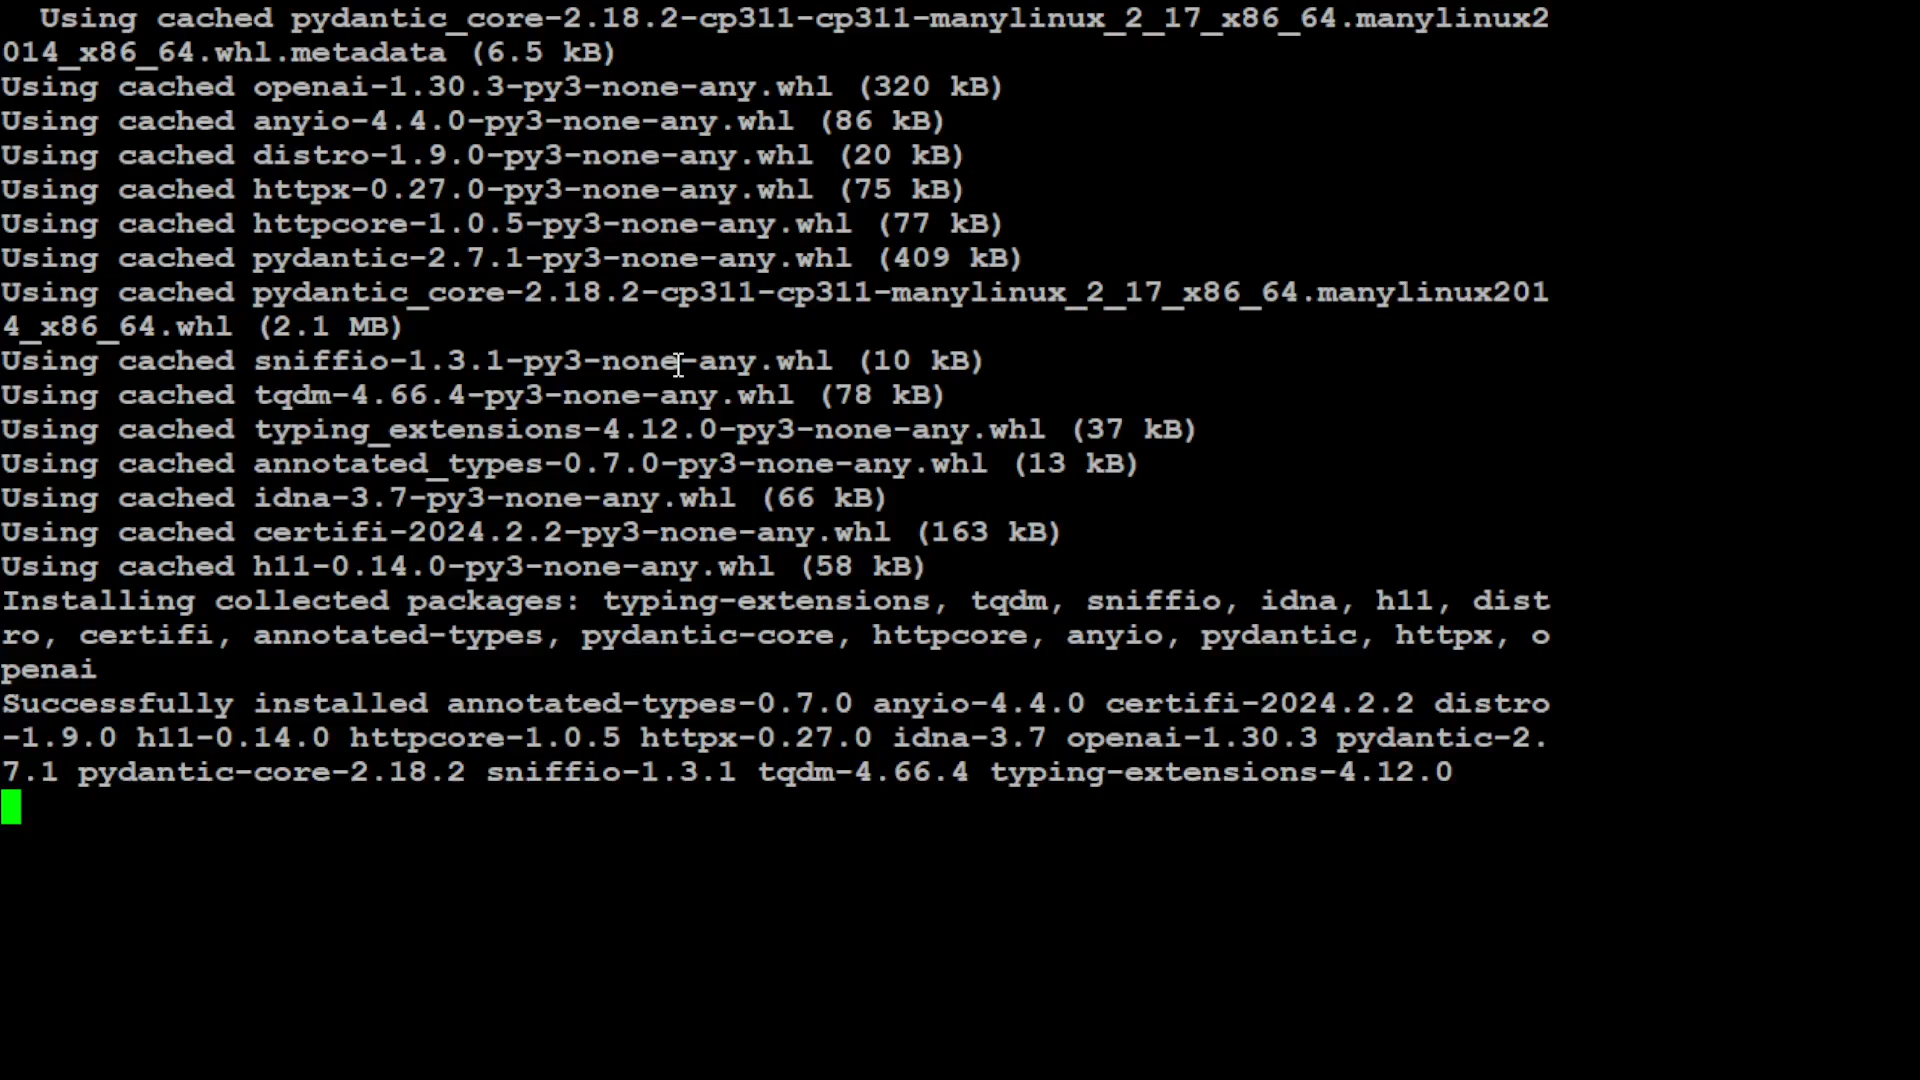 Using cached pydantic_core-2.18.2-cp311-cp311-manylinux_2_17_x86_64.manylinux2
014_x86_64.whl.metadata (6.5 kB)
Using cached openai-1.30.3-py3-none-any.whl (320 kB)
Using cached anyio-4.4.0-py3-none-any.whl (86 kB)
Using cached distro-1.9.0-py3-none-any.whl (20 kB)
Using cached httpx-0.27.0-py3-none-any.whl (75 kB)
Using cached httpcore-1.0.5-py3-none-any.whl (77 kB)
Using cached pydantic-2.7.1-py3-none-any.whl (409 kB)
Using cached pydantic_core-2.18.2-cp311-cp311-manylinux_2_17_x86_64.manylinux201
4_x86_64.whl (2.1 MB)
Using cached sniffio-1.3.1-py3-none-any.whl (10 kB)
Using cached tqdm-4.66.4-py3-none-any.whl (78 kB)
Using cached typing_extensions-4.12.0-py3-none-any.whl (37 kB)
Using cached annotated_types-0.7.0-py3-none-any.whl (13 kB)
Using cached idna-3.7-py3-none-any.whl (66 kB)
Using cached certifi-2024.2.2-py3-none-any.whl (163 kB)
Using cached h11-0.14.0-py3-none-any.whl (58 kB)
Installing collected packages: typing-extensions, tqdm, sniffio, idna, h11, dist
ro, certifi, annotated-types, pydantic-core, httpcore, anyio, pydantic, httpx, o
penai
Successfully installed annotated-types-0.7.0 anyio-4.4.0 certifi-2024.2.2 distro
-1.9.0 h11-0.14.0 httpcore-1.0.5 httpx-0.27.0 idna-3.7 openai-1.30.3 pydantic-2.
7.1 pydantic-core-2.18.2 sniffio-1.3.1 tqdm-4.66.4 typing-extensions-4.12.0